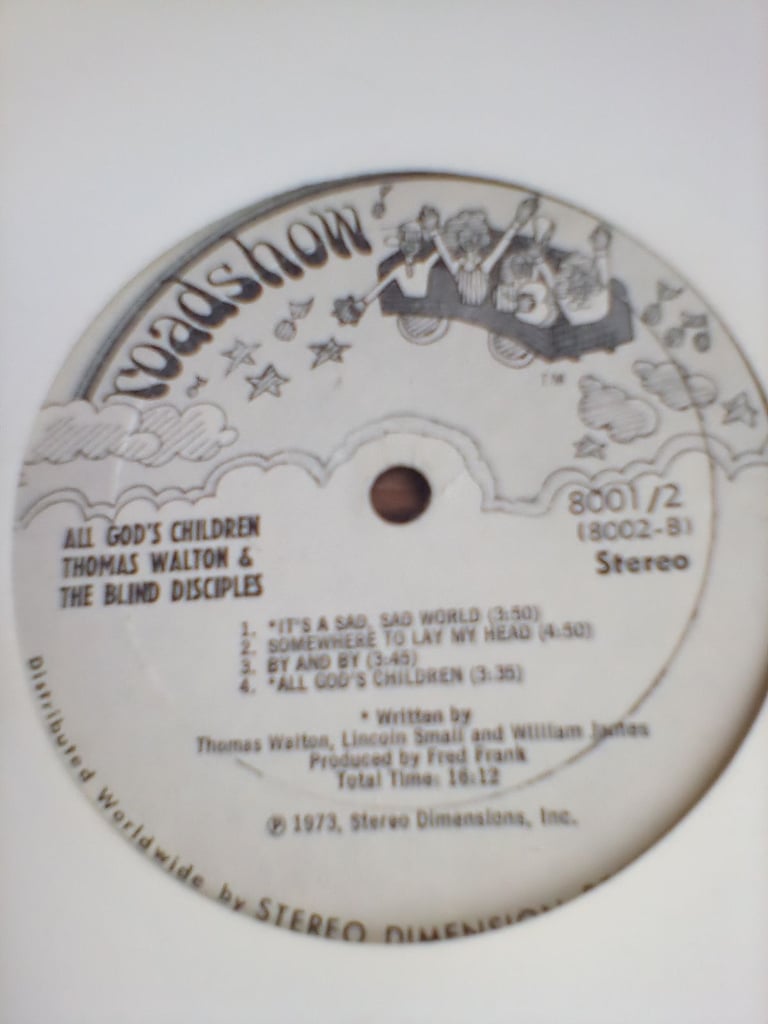 roadshow
TM
8001/2
(8002-B)
Stereo
ALL GOD'S CHILDREN
THOMAS WALTON &
THE BLIND DISCIPLES
1. *IT'S A SAD, SAD WORLD (3:50)
2. SOMEWHERE TO LAY MY HEAD (4:50)
3. BY AND BY (3:45)
4. *ALL GOD'S CHILDREN (3:35)
* Written by
Thomas Walton, Lincoln Small and William
Produced by Fred Frank
Total Time: 16:12
℗ 1973, Stereo Dimensions, Inc.
Distributed Worldwide by STEREO DIMENSION